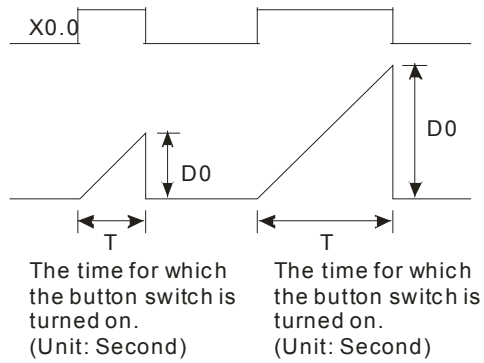 X0.0
D0
D0
T
T
The time for which
the button switch is
turned on.
(Unit: Second)
The time for which
the button switch is
turned on.
(Unit: Second)